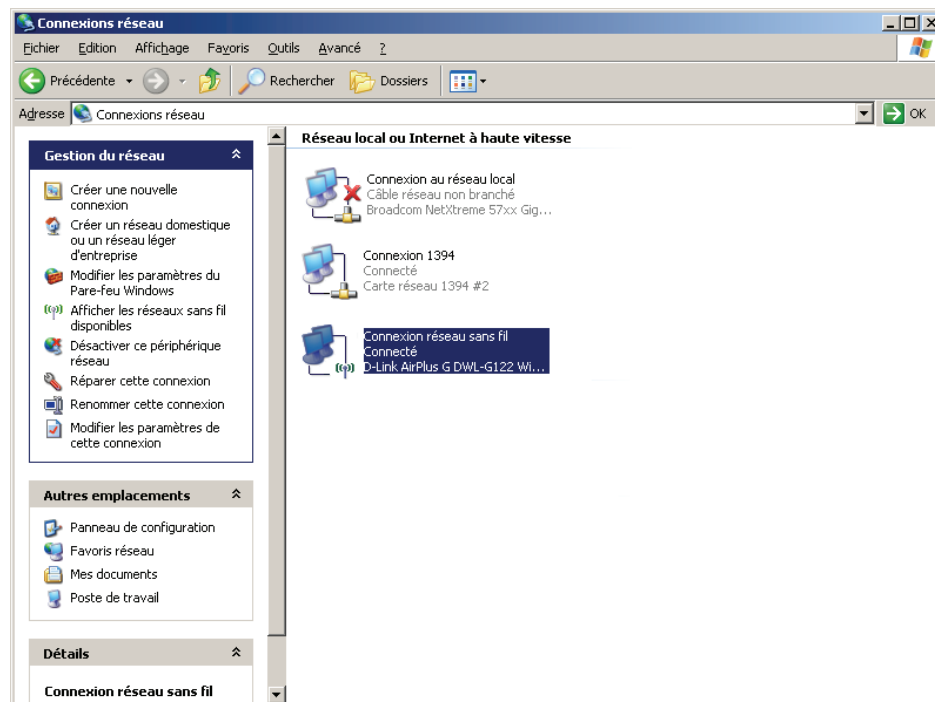 Connexions réseau
Fichier Edition Affichage Favoris Outils Avancé ?
Précédente Rechercher Dossiers
Adresse Connexions réseau OK
Gestion du réseau
Créer une nouvelle
connexion
Créer un réseau domestique
ou un réseau léger
d'entreprise
Modifier les paramètres du
Pare-feu Windows
Afficher les réseaux sans fil
disponibles
Désactiver ce périphérique
réseau
Réparer cette connexion
Renommer cette connexion
Modifier les paramètres de
cette connexion
Autres emplacements
Panneau de configuration
Favoris réseau
Mes documents
Poste de travail
Détails
Connexion réseau sans fil
Réseau local ou Internet à haute vitesse
Connexion au réseau local
Câble réseau non branché
Broadcom NetXtreme 57xx Gig...
Connexion 1394
Connecté
Carte réseau 1394 #2
Connexion réseau sans fil
Connecté
D-Link AirPlus G DWL-G122 Wi...